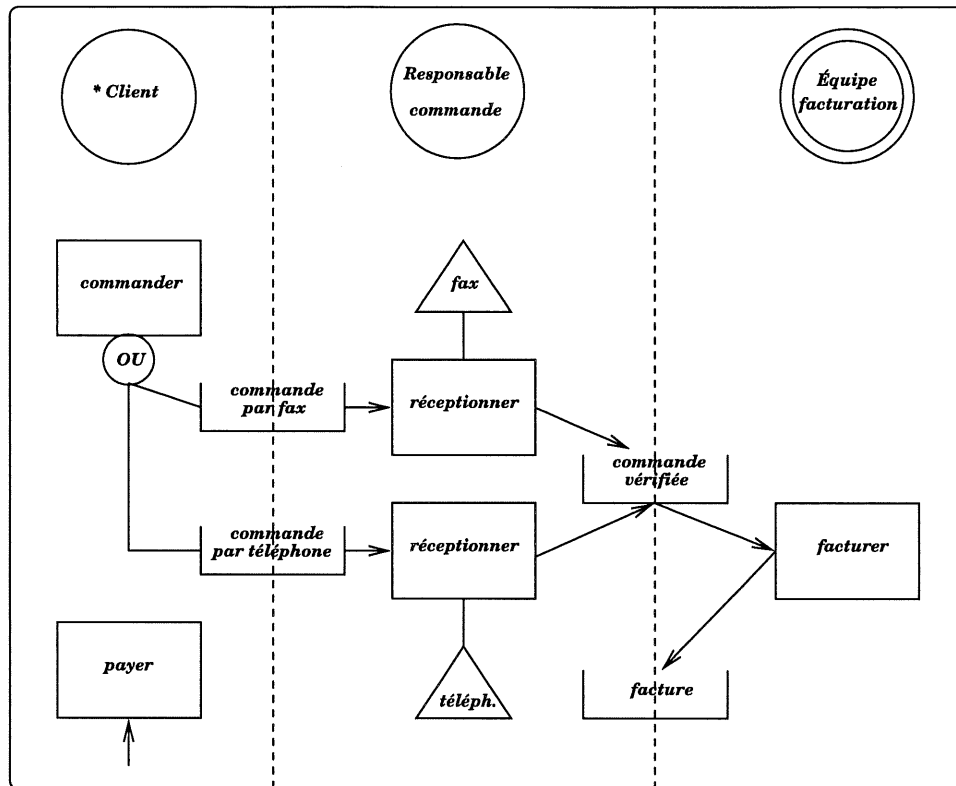 * Client
Responsable
commande
Équipe
facturation
commander
fax
OU
commande
par fax
réceptionner
commande
vérifiée
commande
par téléphone
réceptionner
facturer
payer
téléph.
facture